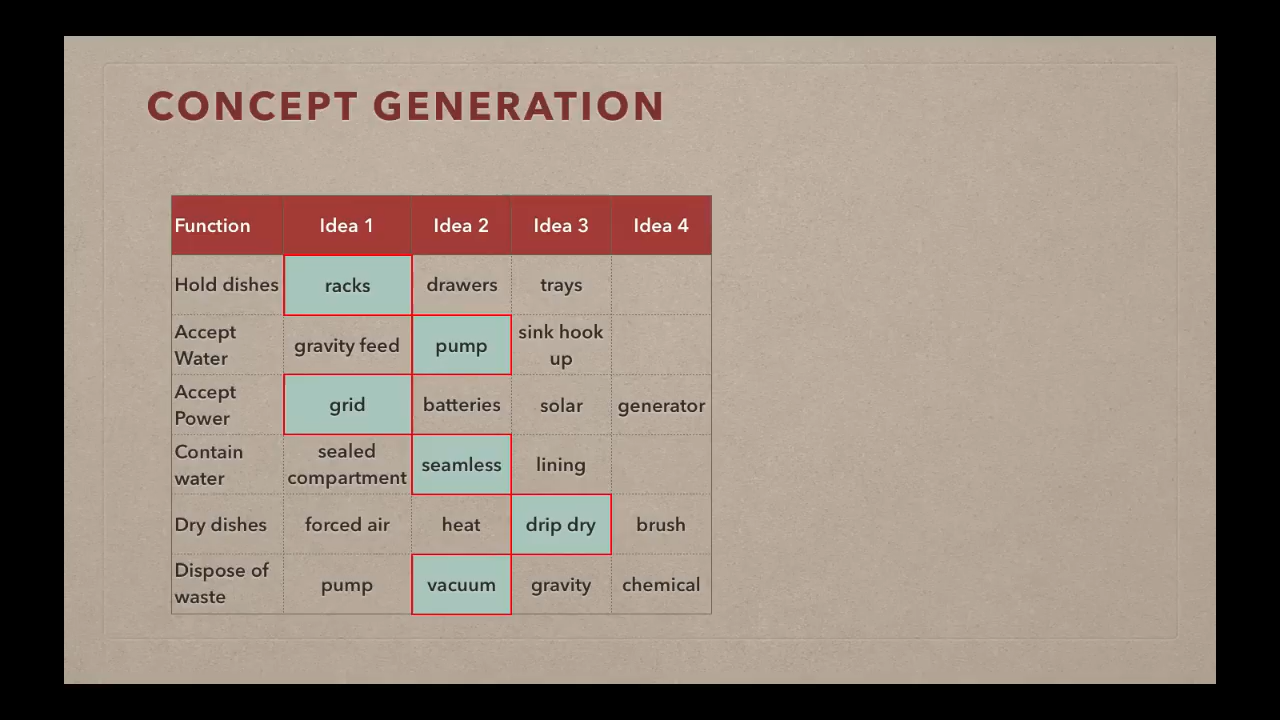 CONCEPT GENERATION
Function Idea 1 Idea 2 Idea 3 Idea 4
Hold dishes racks drawers trays
Accept Water gravity feed pump sink hook up
Accept Power grid batteries solar generator
Contain water sealed compartment seamless lining
Dry dishes forced air heat drip dry brush
Dispose of waste pump vacuum gravity chemical